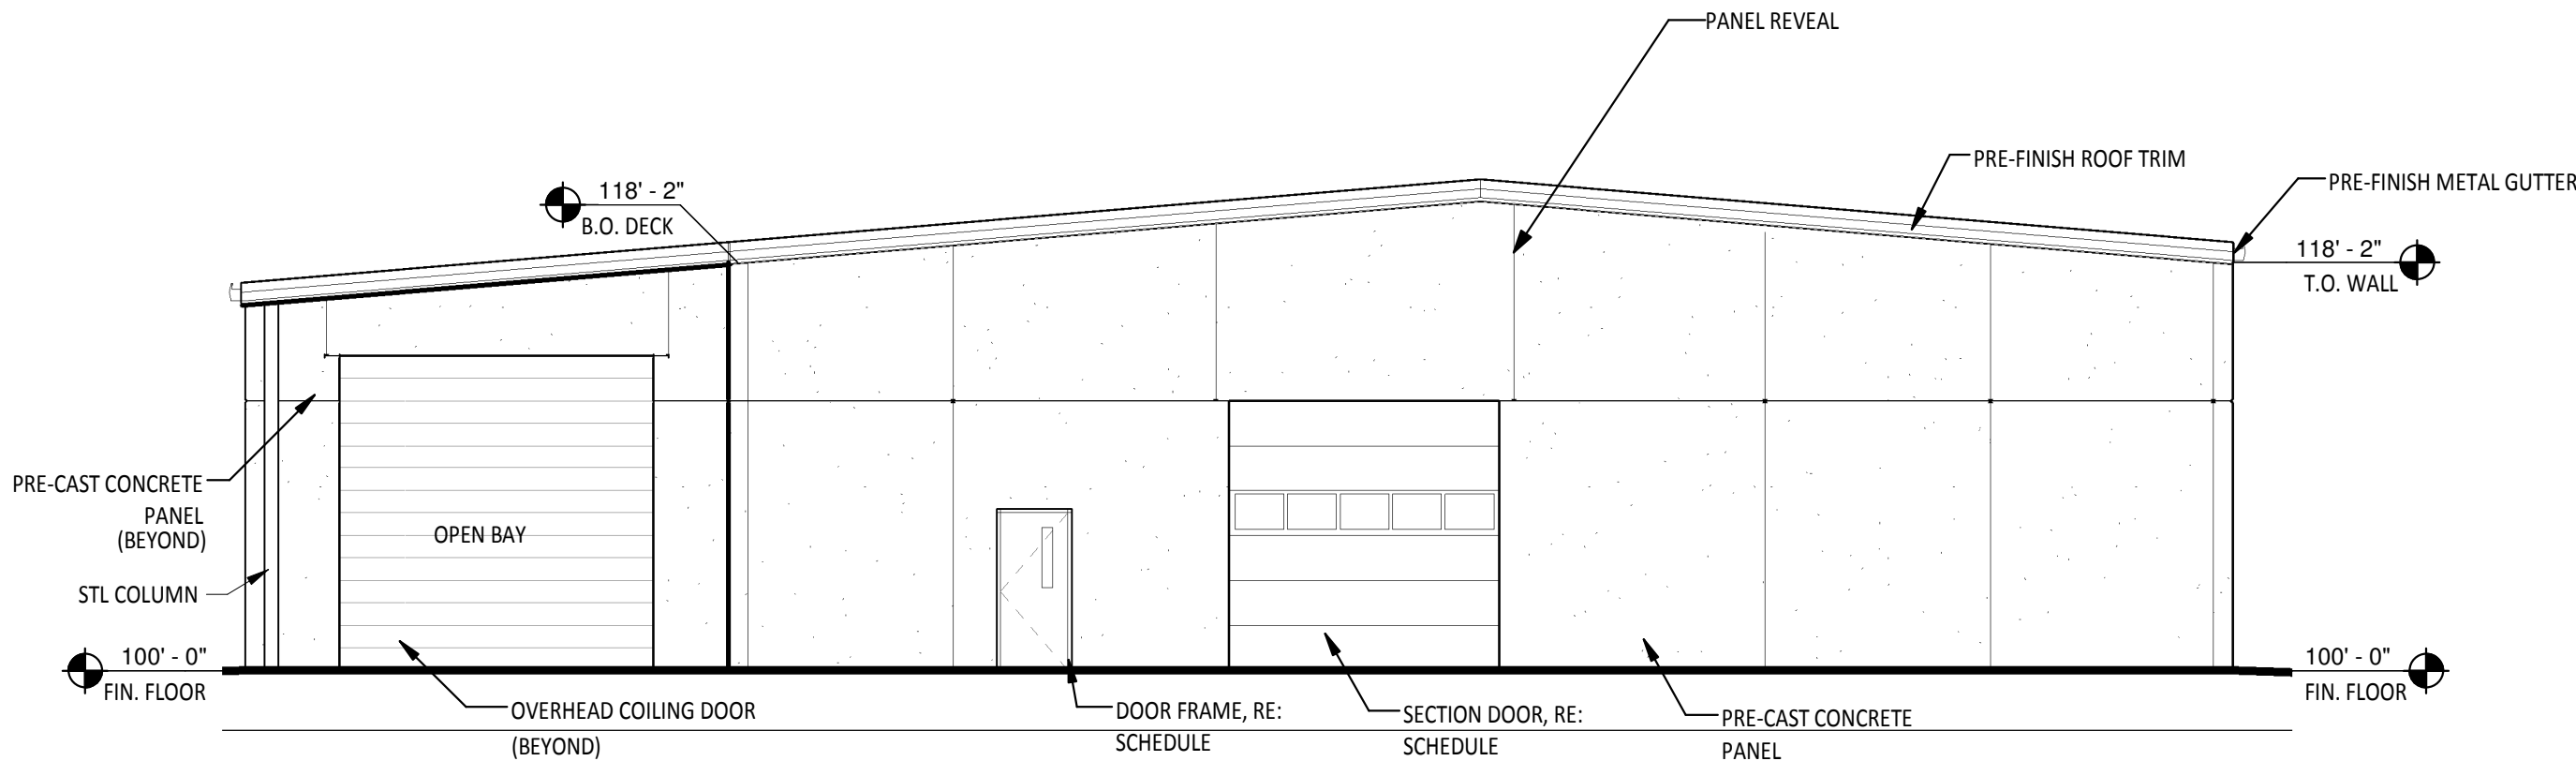 PANEL REVEAL
PRE-FINISH ROOF TRIM
PRE-FINISH METAL GUTTER
118' - 2"
B.O. DECK
118' - 2"
T.O. WALL
PRE-CAST CONCRETE
PANEL
(BEYOND)
OPEN BAY
STL COLUMN
100' - 0"
FIN. FLOOR
100' - 0"
FIN. FLOOR
OVERHEAD COILING DOOR
(BEYOND)
DOOR FRAME, RE:
SCHEDULE
SECTION DOOR, RE:
SCHEDULE
PRE-CAST CONCRETE
PANEL